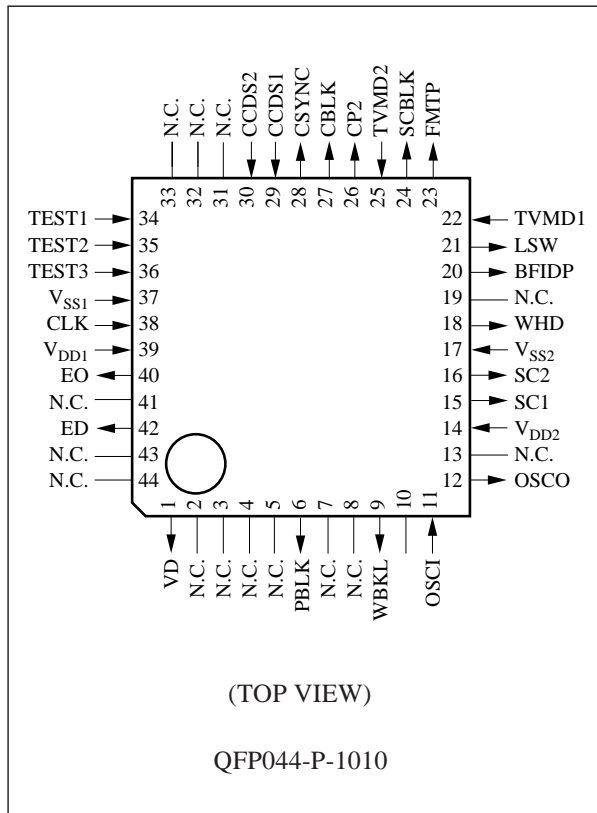 N.C.
N.C.
N.C.
CCDS2
CCDS1
CSYNC
CBLK
CP2
TVMD2
SCBLK
FMTP
33
32
31
30
29
28
27
26
25
24
23
TEST1 34
TEST2 35
TEST3 36
VSS1 37
CLK 38
VDD1 39
EO 40
N.C. 41
ED 42
N.C. 43
N.C. 44
22 TVMD1
21 LSW
20 BFIDP
19 N.C.
18 WHD
17 VSS2
16 SC2
15 SC1
14 VDD2
13 N.C.
12 OSCO
1
2
3
4
5
6
7
8
9
10
11
VD
N.C.
N.C.
N.C.
N.C.
PBLK
N.C.
N.C.
WBKL
OSCI
(TOP VIEW)
QFP044-P-1010